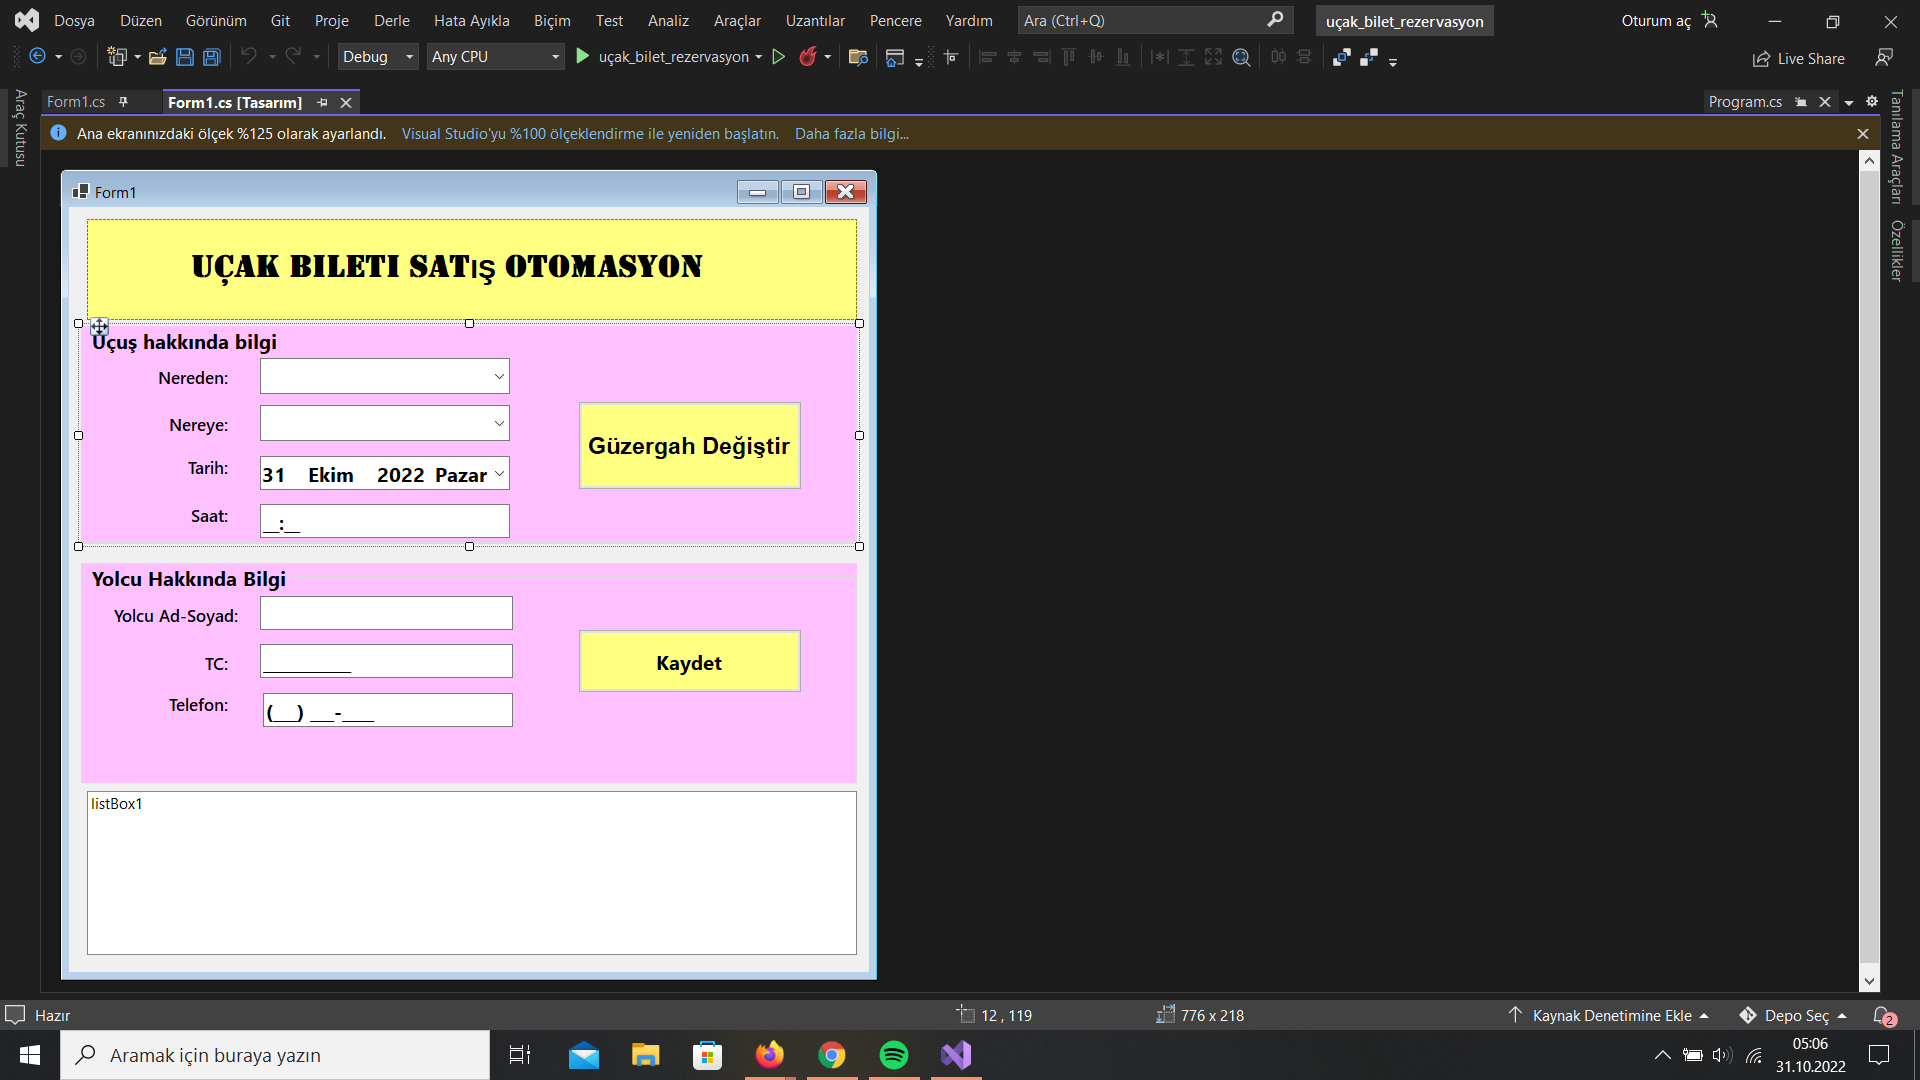 Dosya Düzen Görünüm Git Proje Derle Hata Ayıkla Biçim Test Analiz Araçlar Uzantılar Pencere Yardım Ara (Ctrl+Q) uçak_bilet_rezervasyon Oturum aç
Debug Any CPU uçak_bilet_rezervasyon Live Share
Form1.cs Form1.cs [Tasarım] Program.cs
Araç Kutusu
Ana ekranınızdaki ölçek %125 olarak ayarlandı. Visual Studio'yu %100 ölçeklendirme ile yeniden başlatın. Daha fazla bilgi...
Tanılama Araçları
Özellikler
Form1
UÇAK BILETI SATIŞ OTOMASYON
Uçuş hakkında bilgi
Nereden:
Nereye:
Güzergah Değiştir
Tarih: 31 Ekim 2022 Pazar
Saat: __:__
Yolcu Hakkında Bilgi
Yolcu Ad-Soyad:
TC: ___________
Kaydet
Telefon: (___) ___-____
listBox1
Hazır 12 , 119 776 x 218 Kaynak Denetimine Ekle Depo Seç 2
Aramak için buraya yazın
05:06
31.10.2022